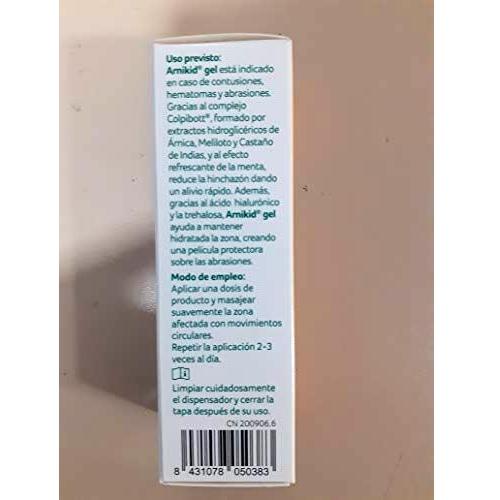 Uso previsto:
Arnikid® gel está indicado
en caso de contusiones,
hematomas y abrasiones.
Gracias al complejo
Colpibott®, formado por
extractos hidroglicéricos de
Árnica, Meliloto y Castaño
de Indias, y al efecto
refrescante de la menta,
reduce la hinchazón dando
un alivio rápido. Además,
gracias al ácido hialurónico
y la trehalosa, Arnikid® gel
ayuda a mantener
hidratada la zona, creando
una película protectora
sobre las abrasiones.
Modo de empleo:
Aplicar una dosis de
producto y masajear
suavemente la zona
afectada con movimientos
circulares.
Repetir la aplicación 2-3
veces al día.
Limpiar cuidadosamente
el dispensador y cerrar la
tapa después de su uso.
CN 200906.6
8 431078 050383